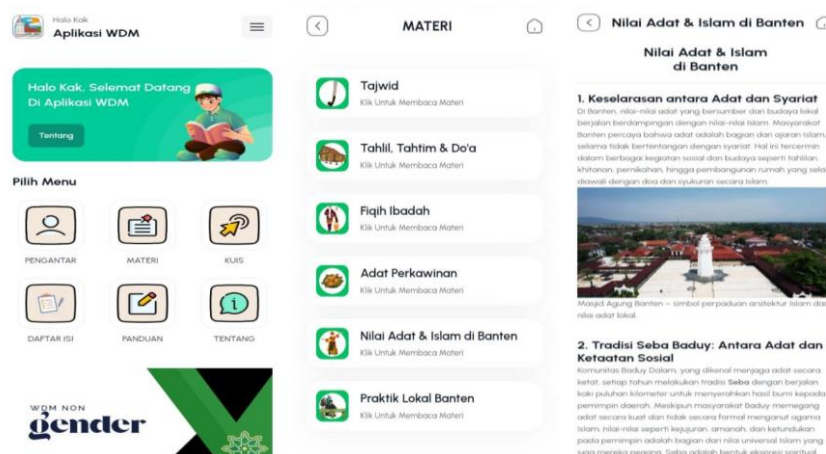 Halo Kak
Aplikasi WDM
Halo Kak, Selemat Datang
Di Aplikasi WDM
Tentang
Pilih Menu
PENGANTAR
MATERI
KUIS
DAFTAR ISI
PANDUAN
TENTANG
WDM NON
gender
MATERI
Tajwid
Klik Untuk Membaca Materi
Tahlil, Tahtim & Do'a
Klik Untuk Membaca Materi
Fiqih Ibadah
Klik Untuk Membaca Materi
Adat Perkawinan
Klik Untuk Membaca Materi
Nilai Adat & Islam di Banten
Klik Untuk Membaca Materi
Praktik Lokal Banten
Klik Untuk Membaca Materi
Nilai Adat & Islam di Banten
Nilai Adat & Islam
di Banten
1. Keselarasan antara Adat dan Syariat
Di Banten, nilai-nilai adat yang bersumber dari budaya lokal
berjalan berdampingan dengan nilai-nilai Islam. Masyarakat
Banten percaya bahwa adat adalah bagian dari ajaran Islam,
selama tidak bertentangan dengan syariat. Hal ini tercermin
dalam berbagai kegiatan sosial dan budaya seperti tahlilan,
khitanan, pernikahan, hingga pembangunan rumah yang sela
diawali dengan doa dan syukuran secara Islam.
Masjid Agung Banten – simbol perpaduan arsitektur Islam dan
nilai adat lokal.
2. Tradisi Seba Baduy: Antara Adat dan
Ketaatan Sosial
Komunitas Baduy Dalam, yang dikenal menjaga adat secara
ketat, setiap tahun melakukan tradisi Seba dengan berjalan
kaki puluhan kilometer untuk menyerahkan hasil bumi kepada
pemimpin daerah. Meskipun masyarakat Baduy memegang
adat secara kuat dan tidak secara formal menganut agama
Islam, nilai-nilai seperti kejujuran, amanah, dan ketundukan
pada pemimpin adalah bagian dari nilai universal Islam yang
juga mereka pegang. Seba adalah bentuk ekspresi spiritual